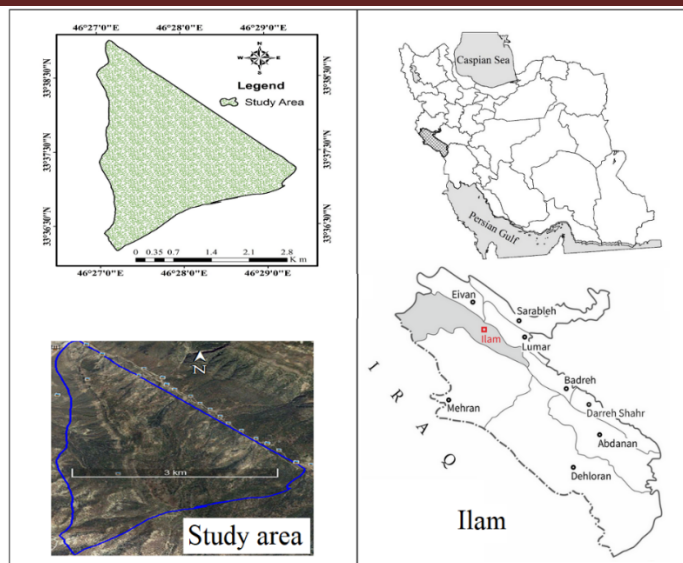 46°27'0"E 46°28'0"E 46°29'0"E
33°38'30"N
33°37'30"N
33°36'30"N
N
W E
S
Legend
Study Area
33°38'30"N
33°37'30"N
33°36'30"N
0 0.35 0.7 1.4 2.1 2.8
K m
46°27'0"E 46°28'0"E 46°29'0"E
N
3 km
Study area
Caspian Sea
Persian Gulf
Eivan
Sarableh
Ilam
Lumar
Badreh
Mehran
Darreh Shahr
Abdanan
Dehloran
I R A Q
Ilam